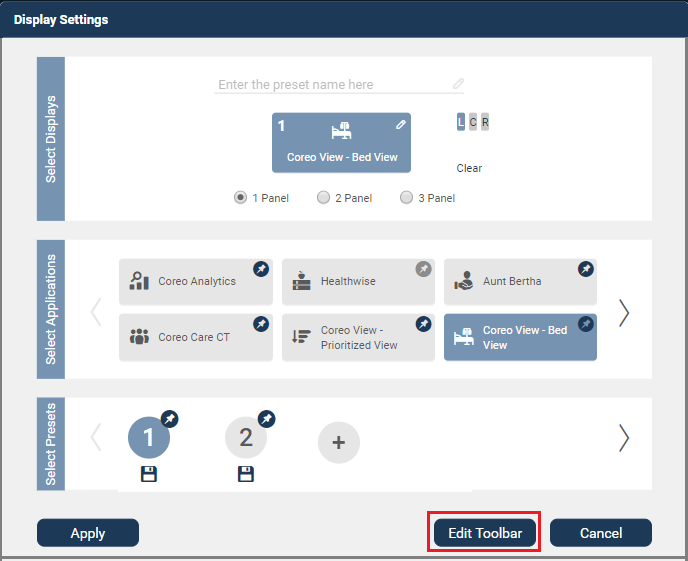 Display Settings
Select Displays
Enter the preset name here
1
Coreo View - Bed View
L C R
Clear
1 Panel 2 Panel 3 Panel
Select Applications
Coreo Analytics
Healthwise
Aunt Bertha
Coreo Care CT
Coreo View -
Prioritized View
Coreo View - Bed
View
Select Presets
1
2
+
Apply
Edit Toolbar
Cancel